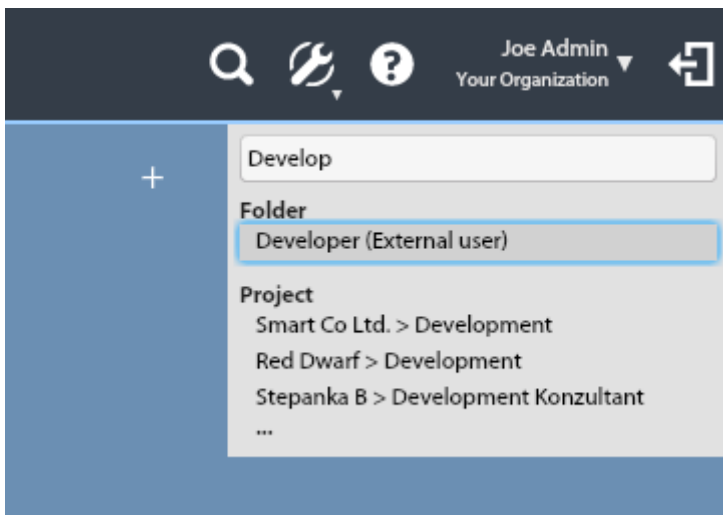 Joe Admin
Your Organization
Develop
Folder
Developer (External user)
Project
Smart Co Ltd. > Development
Red Dwarf > Development
Stepanka B > Development Konzultant
...